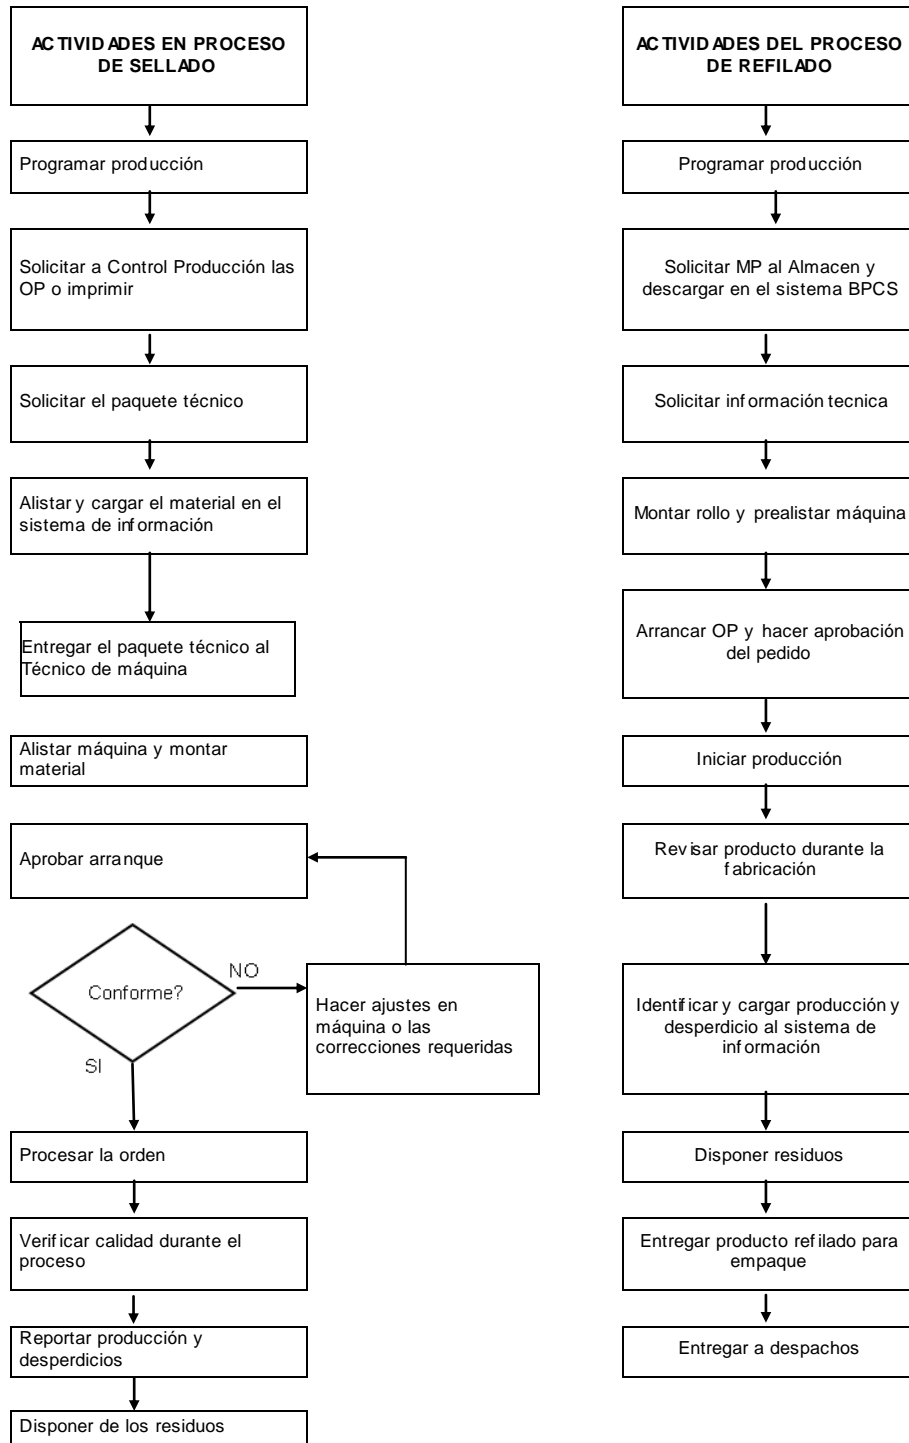 ACTIVIDADES EN PROCESO
DE SELLADO
Programar producción
Solicitar a Control Producción las
OP o imprimir
Solicitar el paquete técnico
Alistar y cargar el material en el
sistema de información
Entregar el paquete técnico al
Técnico de máquina
Alistar máquina y montar
material
Aprobar arranque
Conforme?
NO
SI
Hacer ajustes en
máquina o las
correcciones requeridas
Procesar la orden
Verificar calidad durante el
proceso
Reportar producción y
desperdicios
Disponer de los residuos
ACTIVIDADES DEL PROCESO
DE REFILADO
Programar producción
Solicitar MP al Almacen y
descargar en el sistema BPCS
Solicitar información tecnica
Montar rollo y prealistar máquina
Arrancar OP y hacer aprobación
del pedido
Iniciar producción
Revisar producto durante la
fabricación
Identificar y cargar producción y
desperdicio al sistema de
información
Disponer residuos
Entregar producto refilado para
empaque
Entregar a despachos